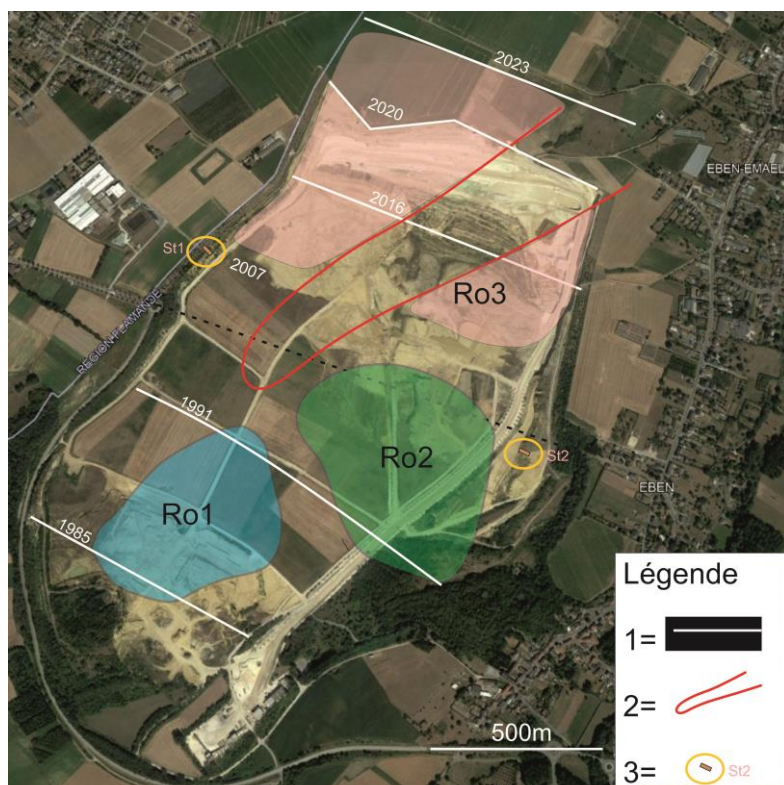 2023
2020
EBEN-EMAEL
2016
St1
2007
Ro3
RÉGION FLAMANDE
1991
Ro2
St2
Ro1
EBEN
1985
Légende
1=
2=
500m
3= St2